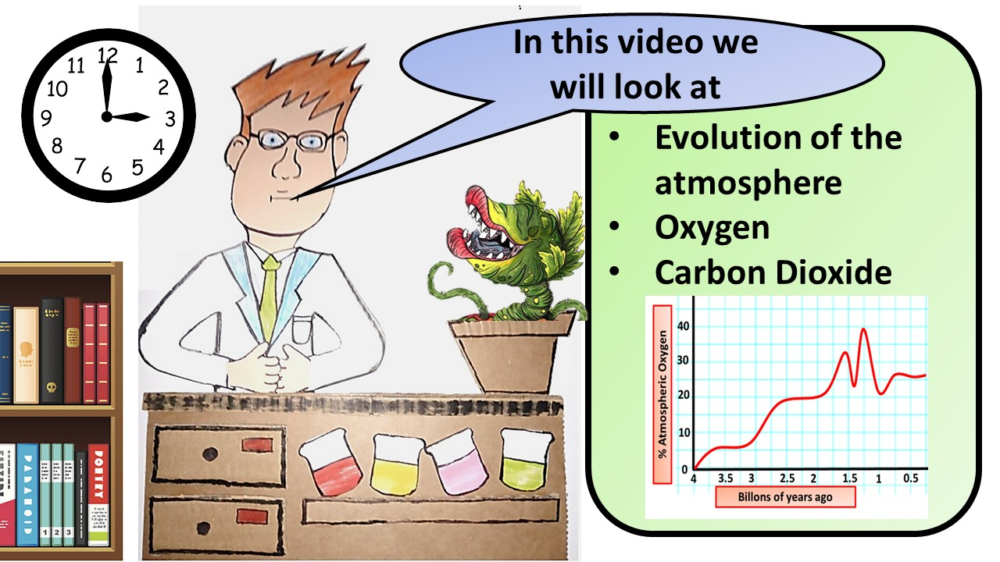 12
11 1
10 2
9 3
8 4
7 5
6
In this video we
will look at
• Evolution of the
atmosphere
• Oxygen
• Carbon Dioxide
% Atmospheric Oxygen
40
30
20
10
0
4 3.5 3 2.5 2 1.5 1 0.5
Billons of years ago
PARANOID
1 2 3
POETRY